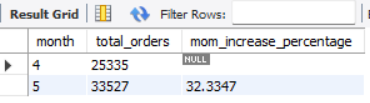 Result Grid Filter Rows:
month total_orders mom_increase_percentage
4 25335 NULL
5 33527 32.3347